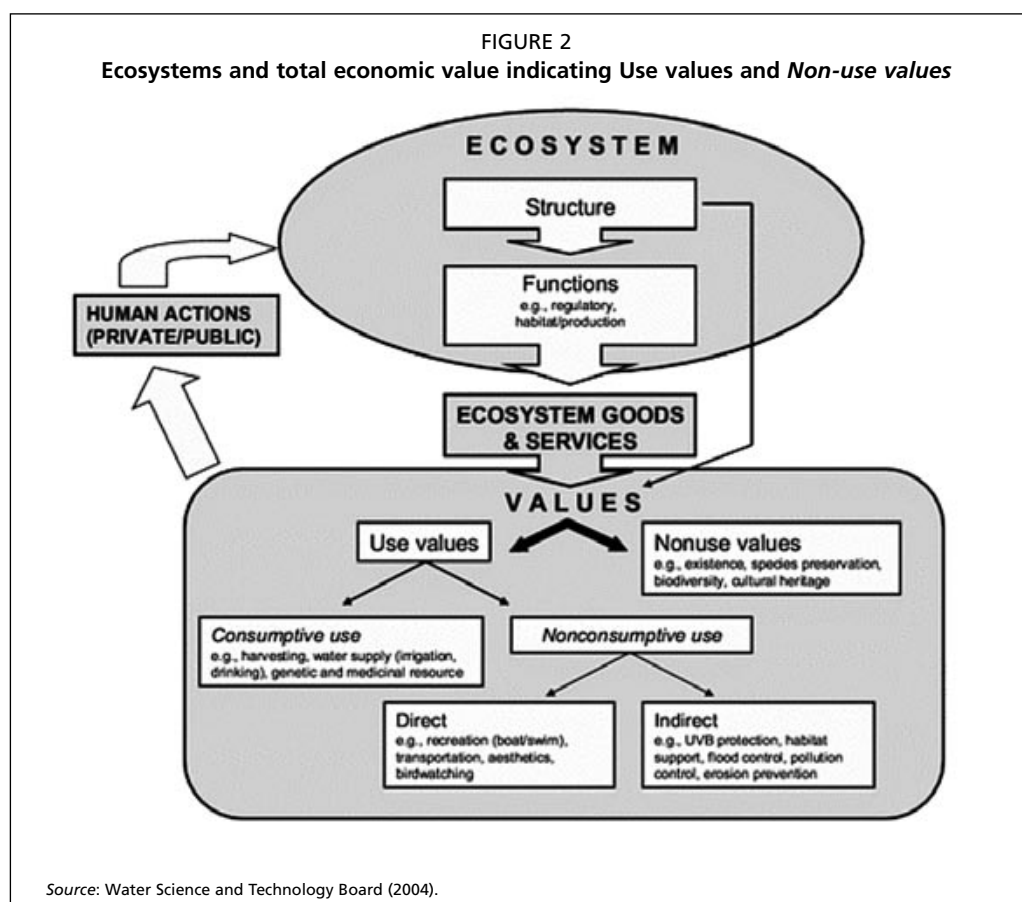 FIGURE 2
Ecosystems and total economic value indicating Use values and Non-use values
ECOSYSTEM
Structure
Functions
e.g., regulatory,
habitat/production
HUMAN ACTIONS
(PRIVATE/PUBLIC)
ECOSYSTEM GOODS
& SERVICES
VALUES
Use values
Nonuse values
e.g., existence, species preservation,
biodiversity, cultural heritage
Consumptive use
e.g., harvesting, water supply (irrigation,
drinking), genetic and medicinal resource
Nonconsumptive use
Direct
e.g., recreation (boat/swim),
transportation, aesthetics,
birdwatching
Indirect
e.g., UVB protection, habitat
support, flood control, pollution
control, erosion prevention
Source: Water Science and Technology Board (2004).